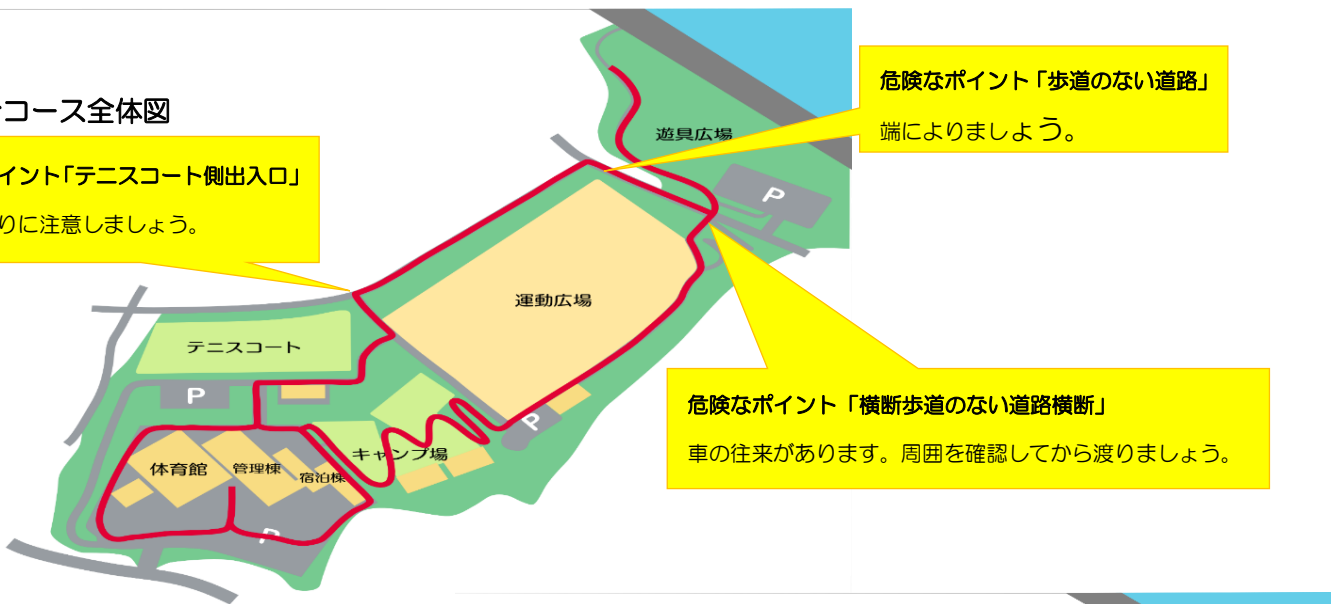 コース全体図
イント「テニスコート側出入口」
りに注意しましょう。
危険なポイント「歩道のない道路」
端によりましょう。
遊具広場
P
運動広場
テニスコート
P
P
キャンプ場
体育館
管理棟
宿泊棟
P
危険なポイント「横断歩道のない道路横断」
車の往来があります。周囲を確認してから渡りましょう。